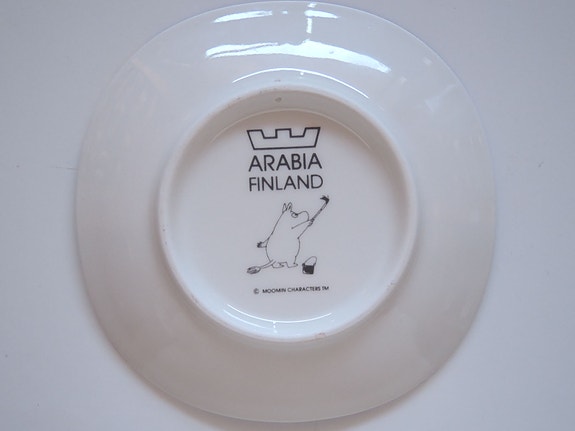 ARABIA
FINLAND
© MOOMIN CHARACTERS TM